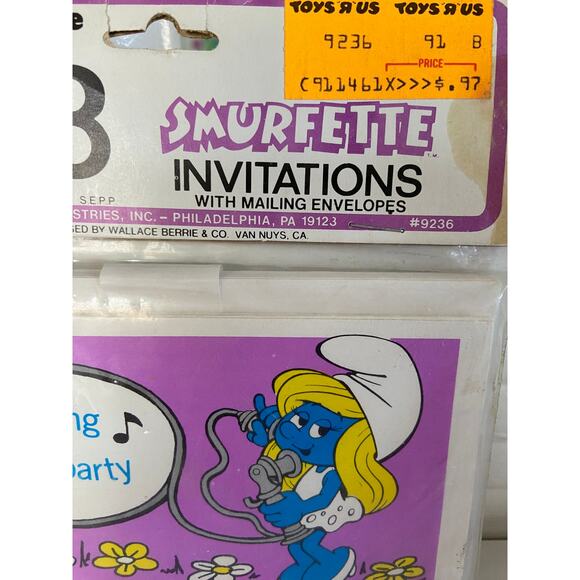 e
TOYS "R" US TOYS "R" US
9236 91 8
PRICE
(911461X>>>$.97
8
SMURFETTE T.M.
INVITATIONS
WITH MAILING ENVELOPES
S.E.P.P.
STRIES, INC. – PHILADELPHIA, PA 19123 #9236
SED BY WALLACE BERRIE & CO. VAN NUYS, CA.
ng
party